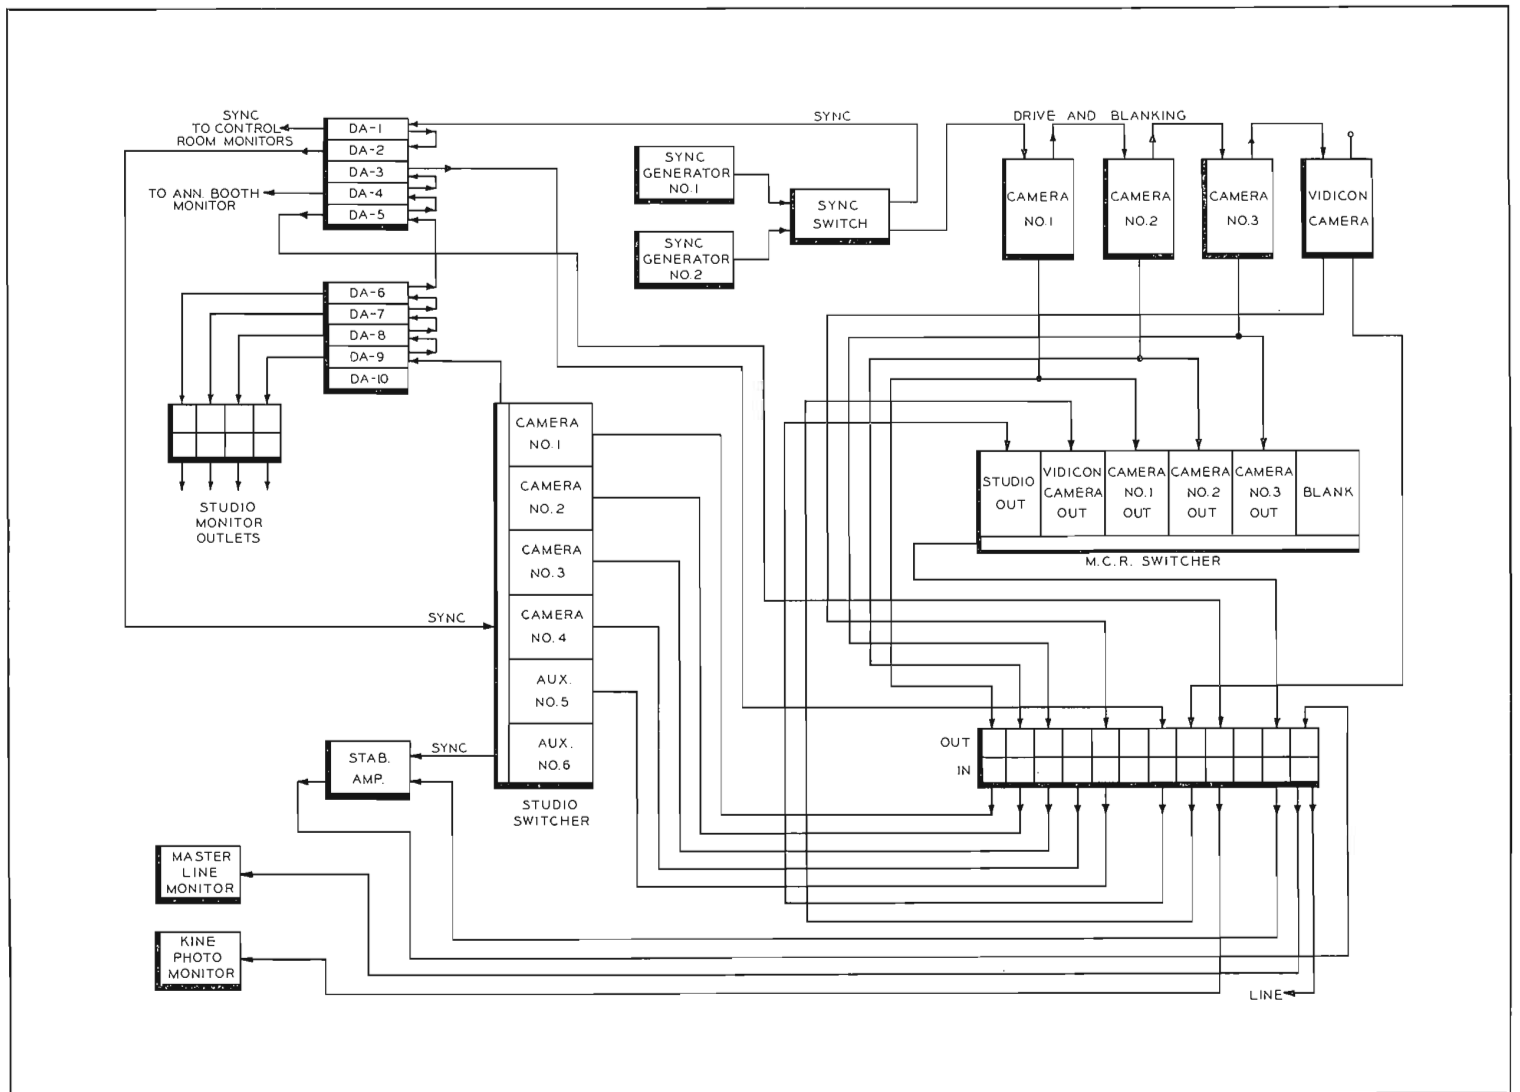 SYNC
TO CONTROL
ROOM MONITORS
TO ANN. BOOTH
MONITOR
DA-1
DA-2
DA-3
DA-4
DA-5
DA-6
DA-7
DA-8
DA-9
DA-10
STUDIO
MONITOR
OUTLETS
SYNC
SYNC
GENERATOR
NO.1
SYNC
GENERATOR
NO.2
SYNC
SWITCH
DRIVE AND BLANKING
CAMERA
NO.1
CAMERA
NO.2
CAMERA
NO.3
VIDICON
CAMERA
CAMERA
NO.1
CAMERA
NO.2
CAMERA
NO.3
CAMERA
NO.4
AUX.
NO.5
AUX.
NO.6
STUDIO
SWITCHER
SYNC
SYNC
STUDIO
OUT
VIDICON
CAMERA
OUT
CAMERA
NO.1
OUT
CAMERA
NO.2
OUT
CAMERA
NO.3
OUT
BLANK
M.C.R. SWITCHER
OUT
IN
STAB.
AMP.
MASTER
LINE
MONITOR
KINE
PHOTO
MONITOR
LINE